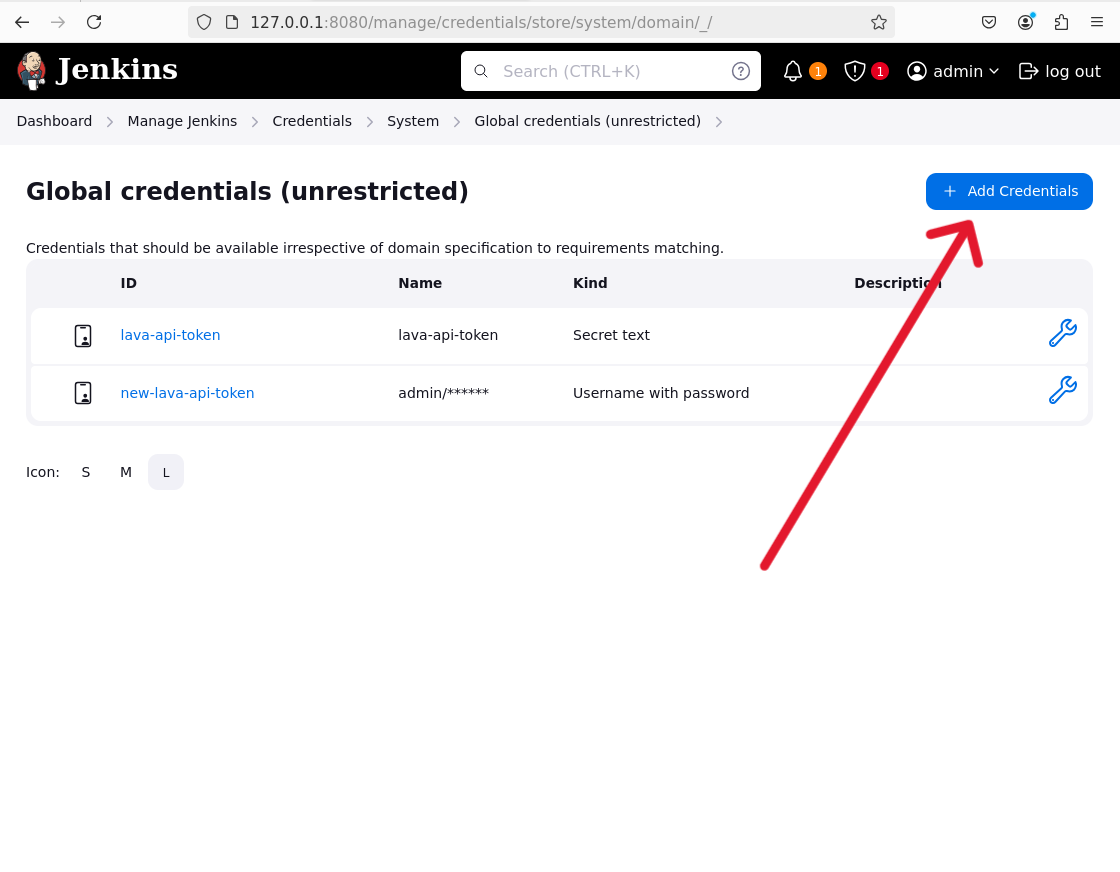 127.0.0.1:8080/manage/credentials/store/system/domain/_/
Jenkins
Search (CTRL+K)
?
1
1
admin
log out
Dashboard
Manage Jenkins
Credentials
System
Global credentials (unrestricted)
Global credentials (unrestricted)
+ Add Credentials
Credentials that should be available irrespective of domain specification to requirements matching.
ID Name Kind Description
lava-api-token lava-api-token Secret text
new-lava-api-token admin/****** Username with password
Icon: S M L